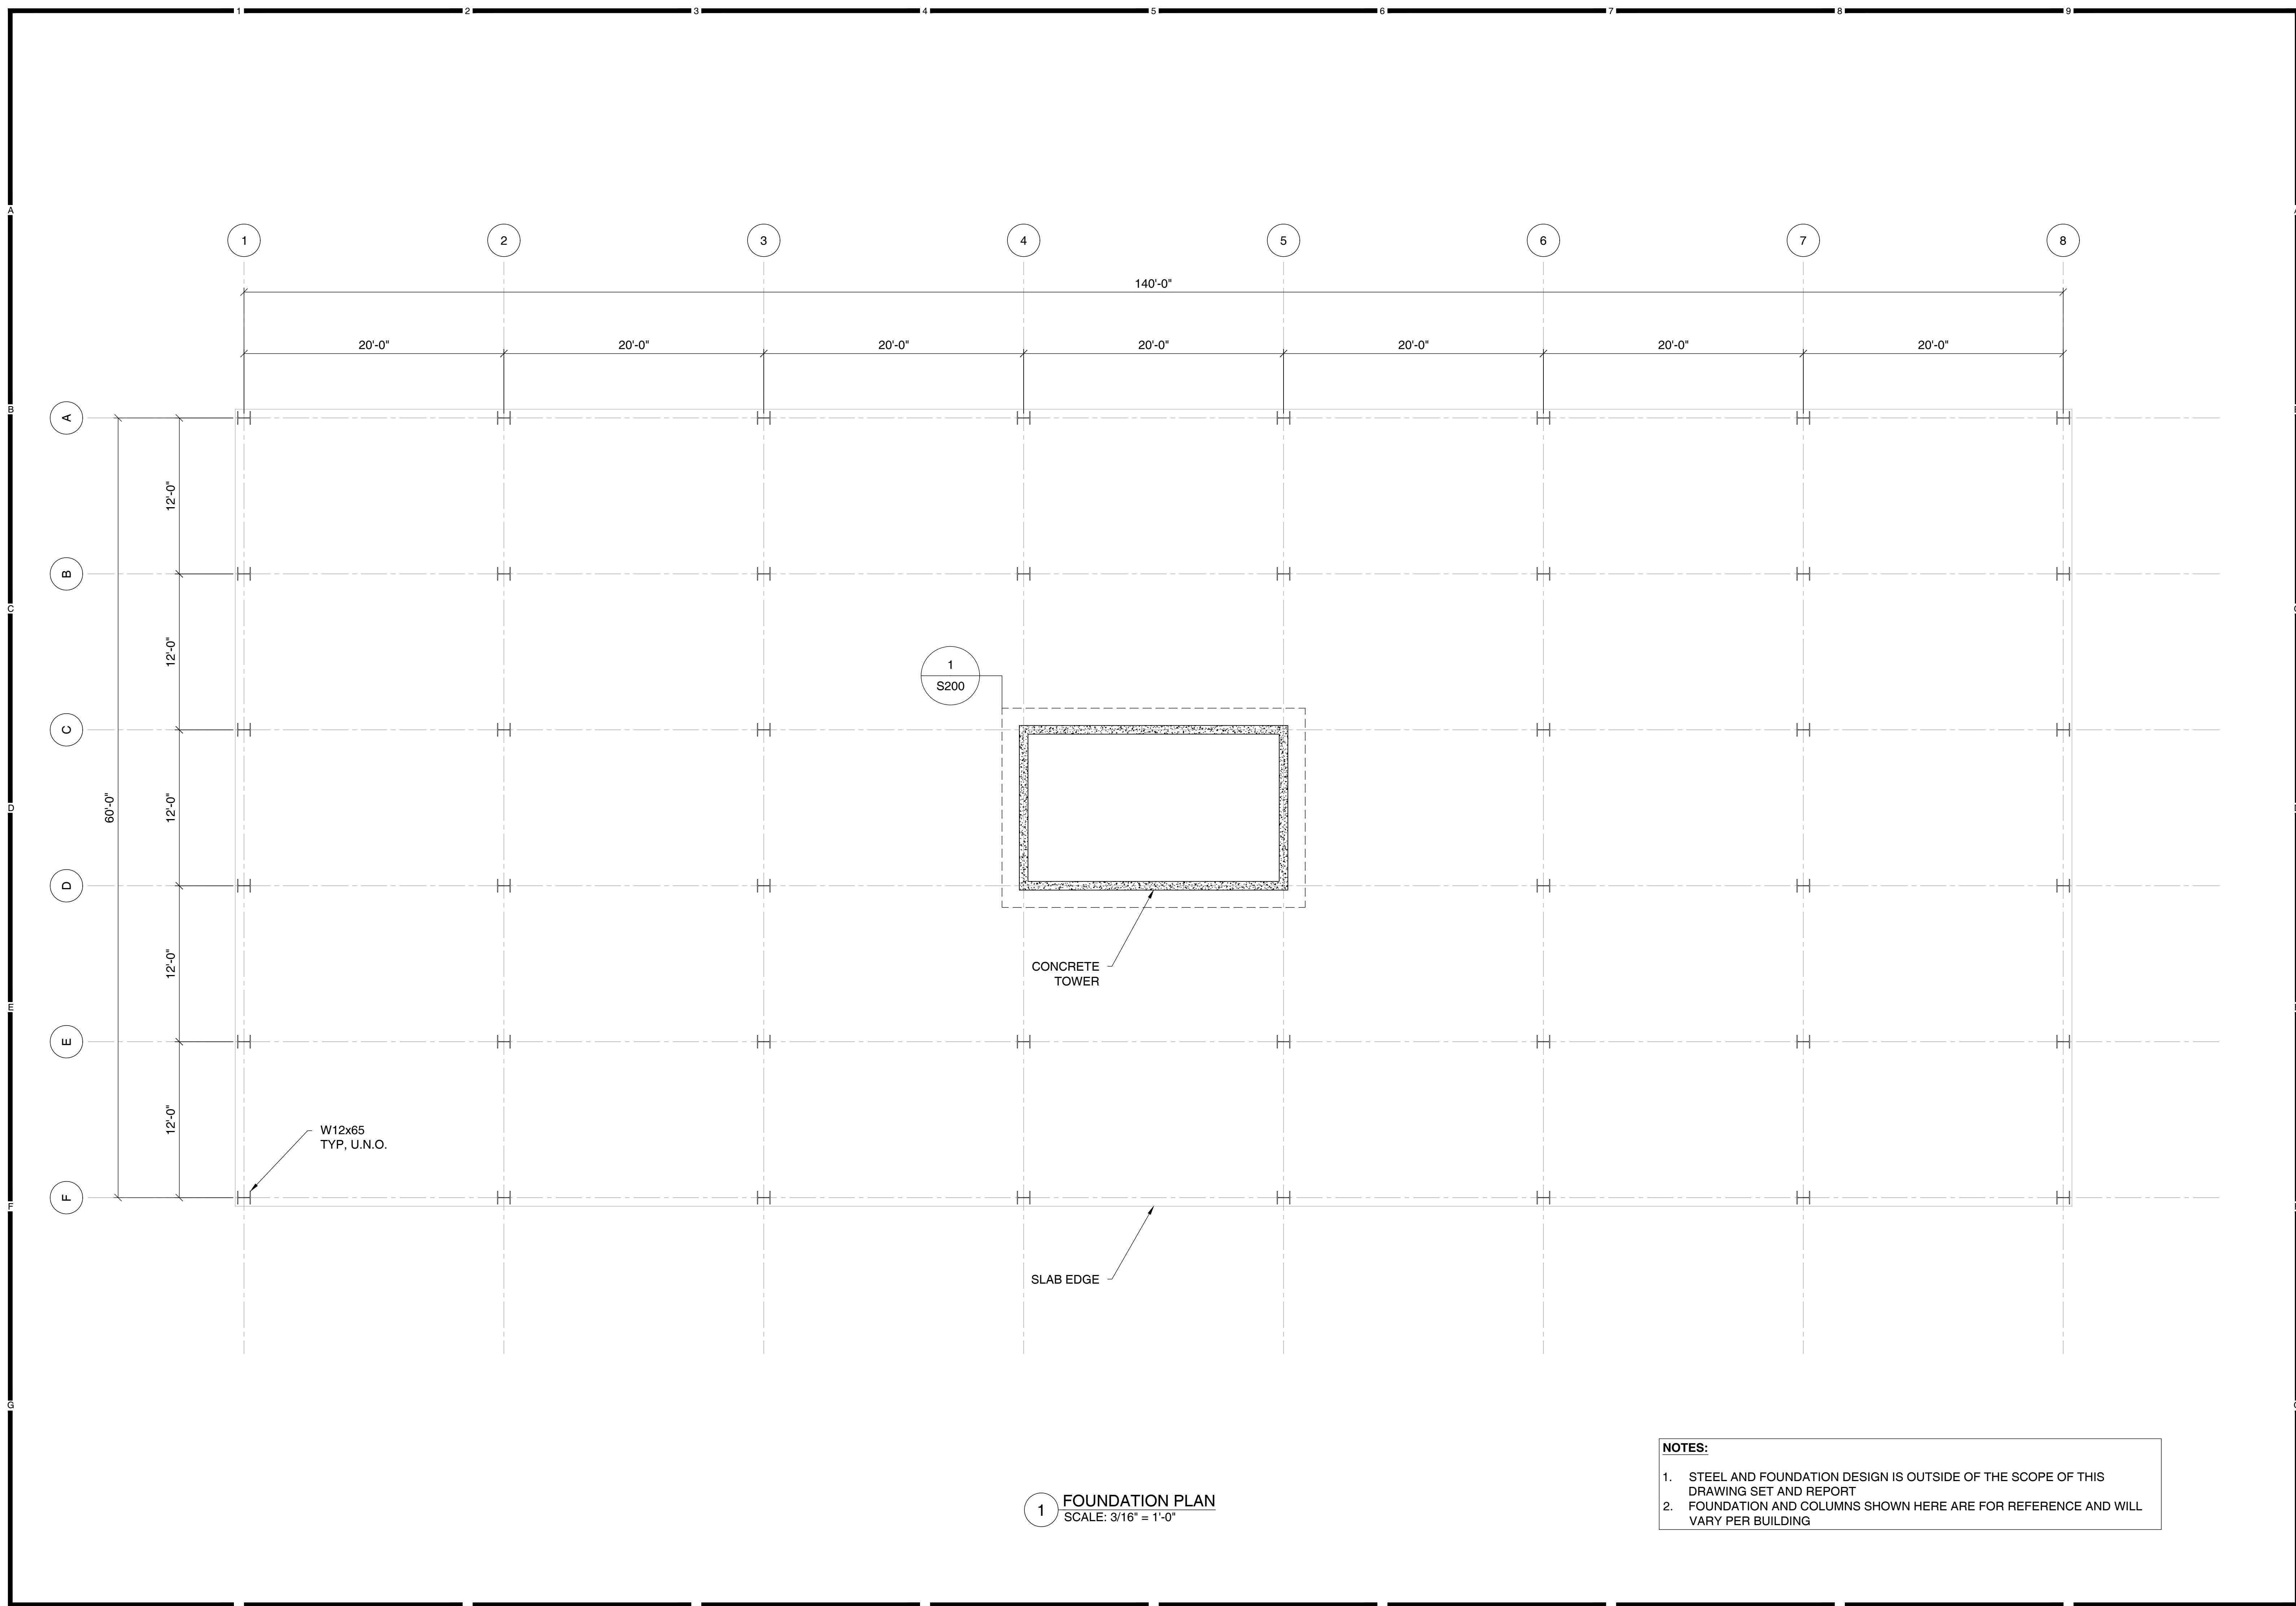 1 2 3 4 5 6 7 8 9
A
1 2 3 4 5 6 7 8
140'-0"
20'-0" 20'-0" 20'-0" 20'-0" 20'-0" 20'-0" 20'-0"
B
A
12'-0"
B
C
12'-0"
1
S200
C
D
60'-0"
12'-0"
D
12'-0"
CONCRETE
TOWER
E
E
12'-0"
W12x65
TYP, U.N.O.
F
F
SLAB EDGE
G
NOTES:
1. STEEL AND FOUNDATION DESIGN IS OUTSIDE OF THE SCOPE OF THIS
DRAWING SET AND REPORT
2. FOUNDATION AND COLUMNS SHOWN HERE ARE FOR REFERENCE AND WILL
VARY PER BUILDING
1 FOUNDATION PLAN
SCALE: 3/16" = 1'-0"